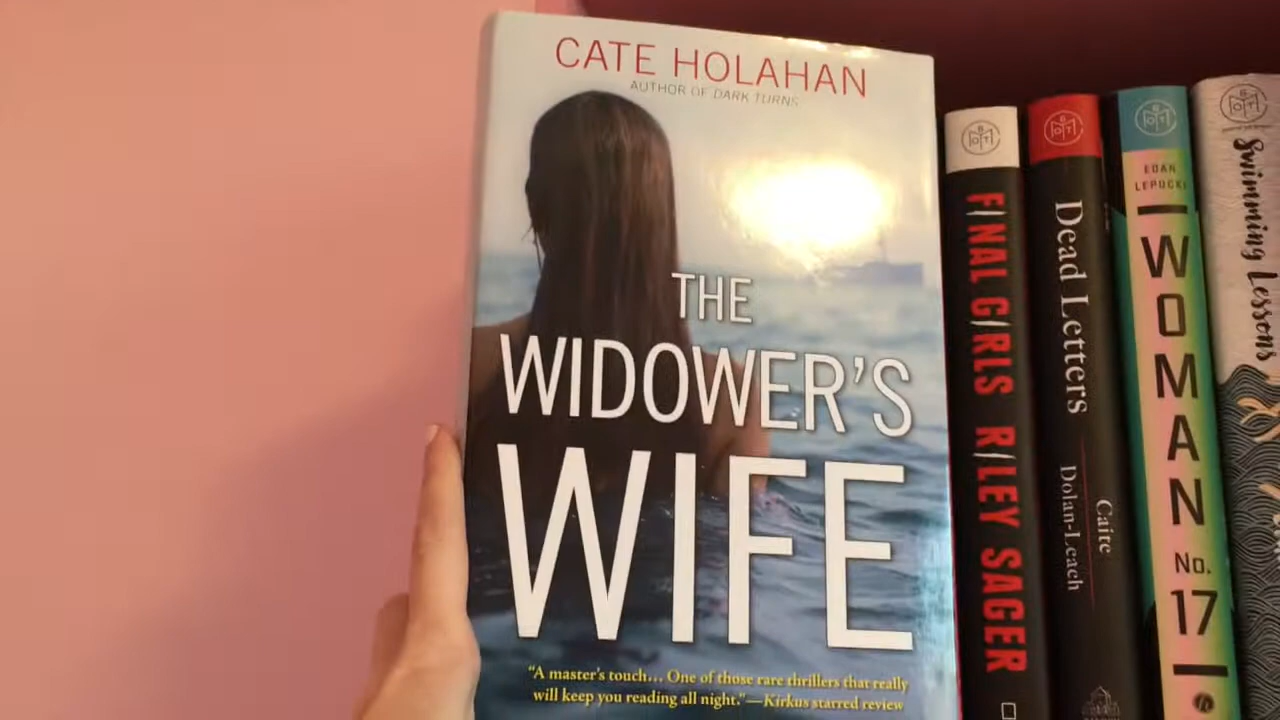 CATE HOLAHAN
AUTHOR OF DARK TURNS
THE
WIDOWER'S
WIFE
"A master's touch... One of those rare thrillers that really
will keep you reading all night."—Kirkus starred review
FINAL GIRLS RILEY SAGER
Dead Letters
Caite
Dolan-Leach
EDAN
LEPUCKI
WOMAN
No.
17
Swimming Lessons